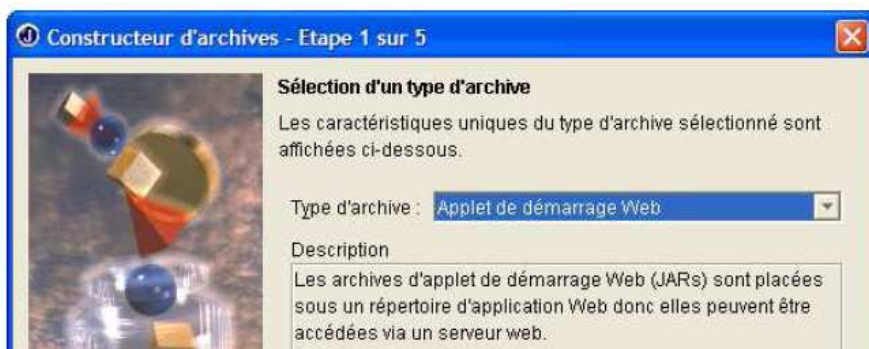 Constructeur d'archives - Etape 1 sur 5
Sélection d'un type d'archive
Les caractéristiques uniques du type d'archive sélectionné sont
affichées ci-dessous.
Type d'archive : Applet de démarrage Web
Description
Les archives d'applet de démarrage Web (JARs) sont placées
sous un répertoire d'application Web donc elles peuvent être
accédées via un serveur web.